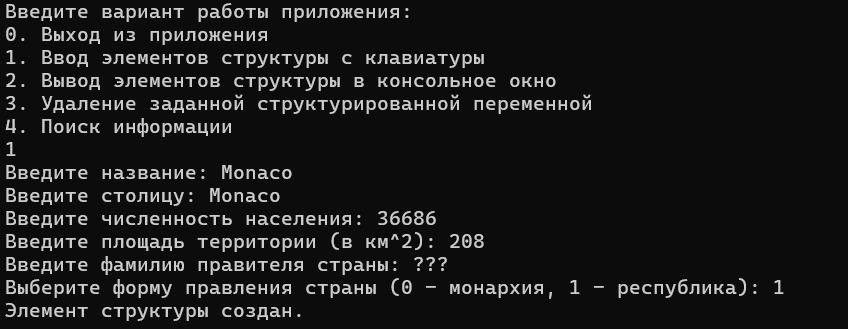 Введите вариант работы приложения:
0. Выход из приложения
1. Ввод элементов структуры с клавиатуры
2. Вывод элементов структуры в консольное окно
3. Удаление заданной структурированной переменной
4. Поиск информации
1
Введите название: Monaco
Введите столицу: Monaco
Введите численность населения: 36686
Введите площадь территории (в км^2): 208
Введите фамилию правителя страны: ???
Выберите форму правления страны (0 – монархия, 1 – республика): 1
Элемент структуры создан.